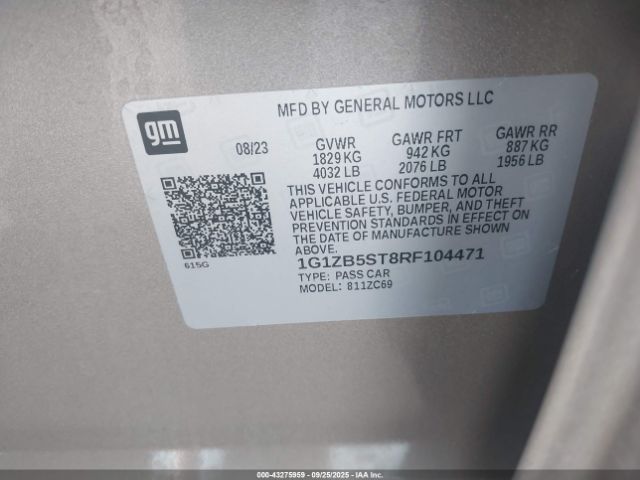 MFD BY GENERAL MOTORS LLC
gm
08/23
GVWR GAWR FRT GAWR RR
1829 KG 942 KG 887 KG
4032 LB 2076 LB 1956 LB
THIS VEHICLE CONFORMS TO ALL
APPLICABLE U.S. FEDERAL MOTOR
VEHICLE SAFETY, BUMPER, AND THEFT
PREVENTION STANDARDS IN EFFECT ON
THE DATE OF MANUFACTURE SHOWN
ABOVE.
615G
1G1ZB5ST8RF104471
TYPE: PASS CAR
MODEL: 811ZC69
000-43275959 - 09/25/2025 - IAAI.CA